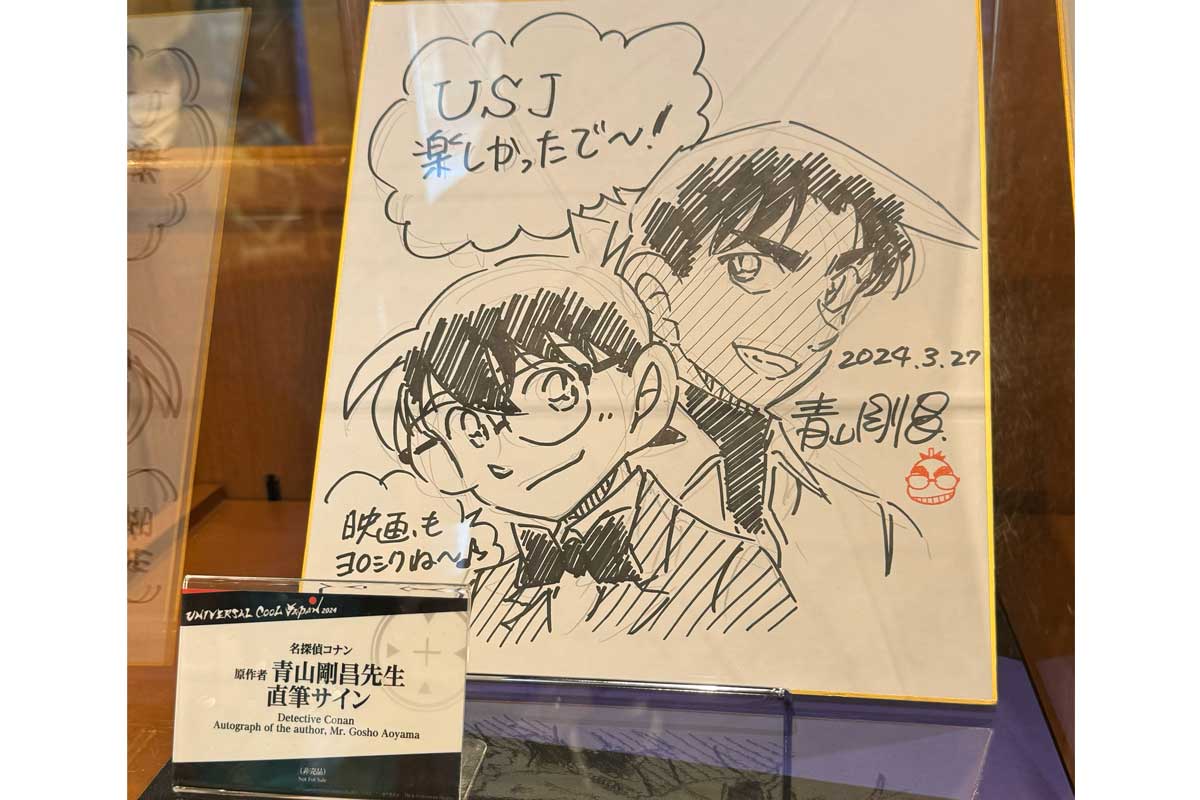 USJ
楽しかったで〜!
2024.3.27
青山剛昌
映画、も
ヨロシクね〜♪
UNIVERSAL COOL JAPAN 2024
名探偵コナン
原作者 青山剛昌先生
直筆サイン
Detective Conan
Autograph of the author, Mr. Gosho Aoyama
(非売品)
Not For Sale